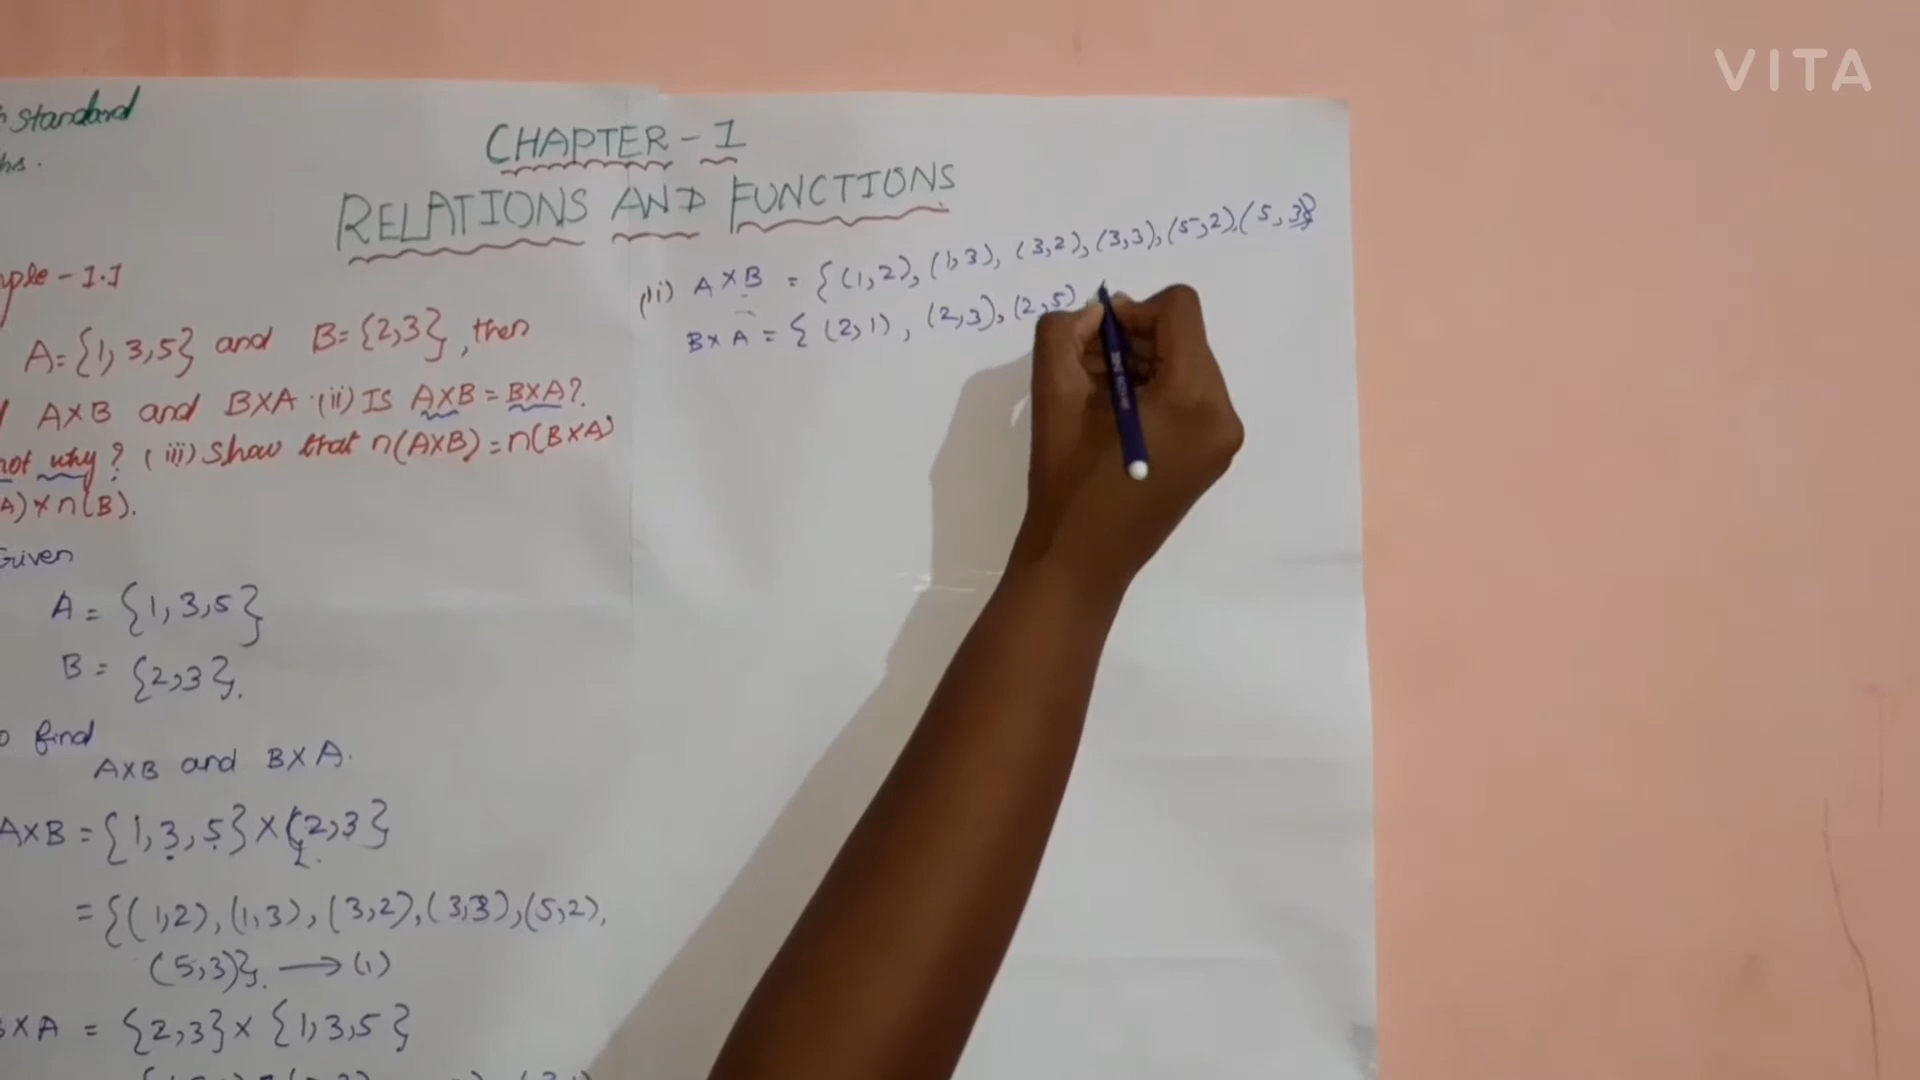 VITA
standard
CHAPTER - I
RELATIONS AND FUNCTIONS
- 1.1
A = {1, 3, 5} and B = {2, 3}, then
A×B and B×A. (ii) Is A×B = B×A?
not why? (iii) Show that n(A×B) = n(B×A)
A) × n(B).
Given
A = {1, 3, 5}
B = {2, 3}.
find
A×B and B×A.
A×B = {1, 3, 5} × {2, 3}
= {(1,2), (1,3), (3,2), (3,3), (5,2),
(5,3)}. → (1)
B×A = {2, 3} × {1, 3, 5}
(ii) A×B = {(1,2), (1,3), (3,2), (3,3), (5,2), (5,3)}
B×A = {(2,1), (2,3), (2,5)